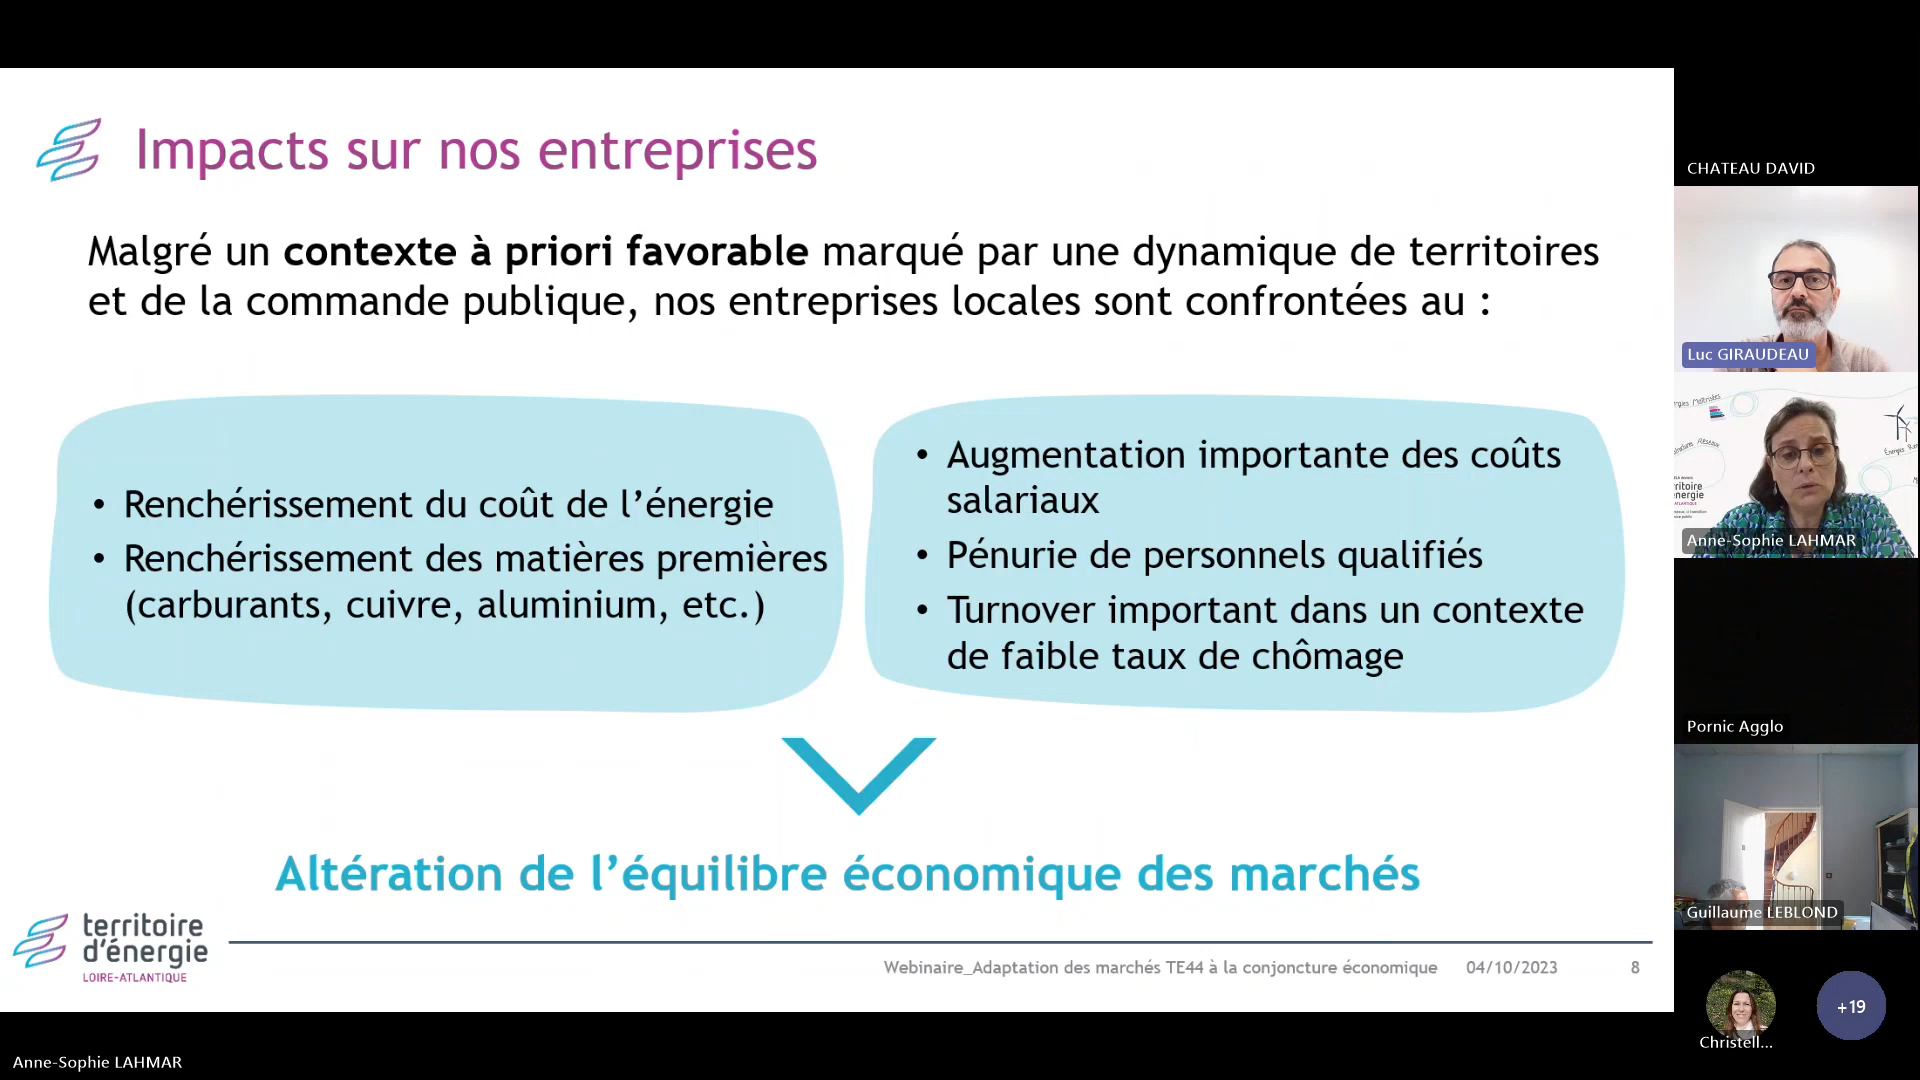 Impacts sur nos entreprises
Malgré un contexte à priori favorable marqué par une dynamique de territoires
et de la commande publique, nos entreprises locales sont confrontées au :
• Renchérissement du coût de l’énergie
• Renchérissement des matières premières
(carburants, cuivre, aluminium, etc.)
• Augmentation importante des coûts
salariaux
• Pénurie de personnels qualifiés
• Turnover important dans un contexte
de faible taux de chômage
Altération de l’équilibre économique des marchés
territoire
d’énergie
LOIRE-ATLANTIQUE
Webinaire_Adaptation des marchés TE44 à la conjoncture économique
04/10/2023
8
CHATEAU DAVID
Luc GIRAUDEAU
Anne-Sophie LAHMAR
Pornic Agglo
Guillaume LEBLOND
Christell...
+19
Anne-Sophie LAHMAR